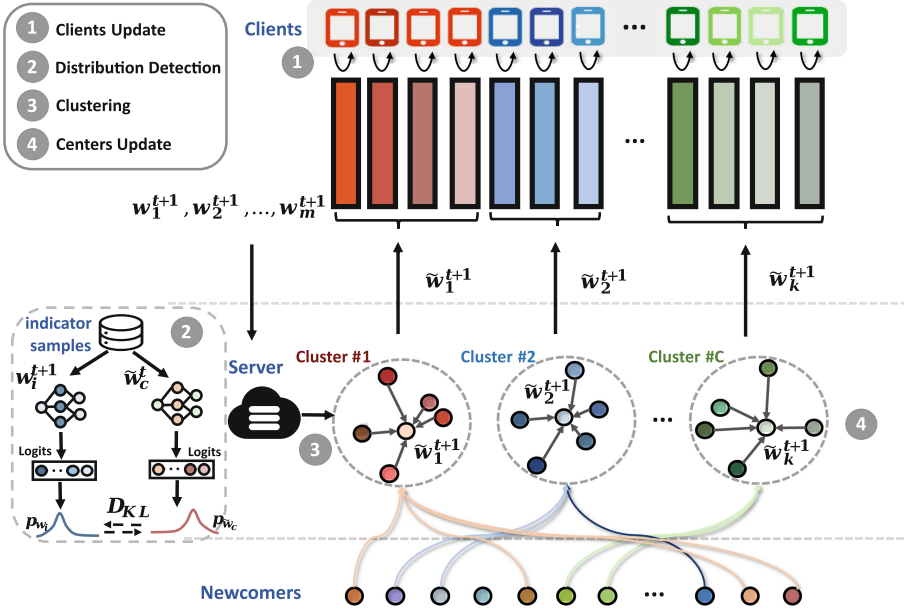 1 Clients Update
2 Distribution Detection
3 Clustering
4 Centers Update
Clients
1
...
...
w_1^{t+1}, w_2^{t+1}, ..., w_m^{t+1}
w̃_1^{t+1}
w̃_2^{t+1}
w̃_k^{t+1}
indicator samples
2
w_i^{t+1}
w̃_c^t
Logits
Logits
p_{w_i}
D_{KL}
p_{w̃_c}
Server
3
Cluster #1
w̃_1^{t+1}
Cluster #2
w̃_2^{t+1}
...
Cluster #C
w̃_k^{t+1}
4
Newcomers
...